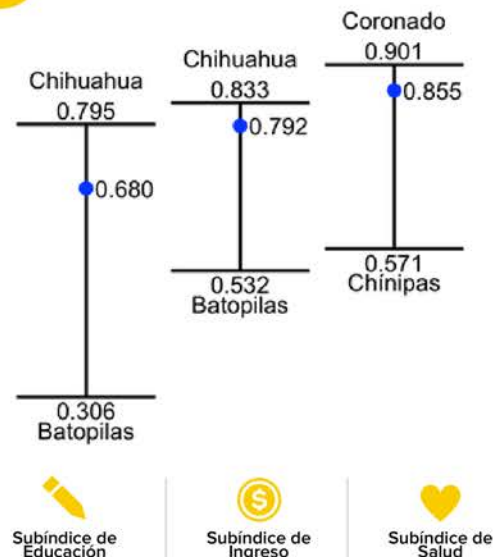 Chihuahua
0.795
0.680
0.306
Batopilas
Chihuahua
0.833
0.792
0.532
Batopilas
Coronado
0.901
0.855
0.571
Chínipas
Subíndice de
Educación
$
Subíndice de
Ingreso
Subíndice de
Salud